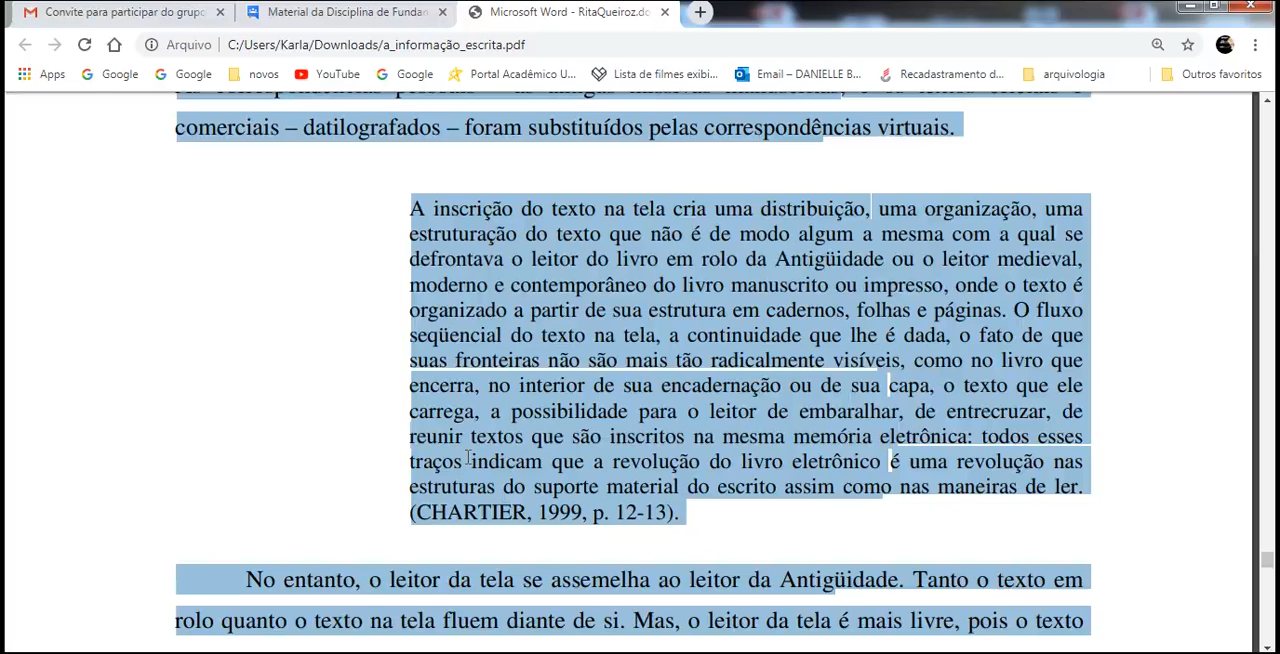 Convite para participar do grupo
Material da Disciplina de Funda
Microsoft Word - RitaQueiroz.do
Arquivo
C:/Users/Karla/Downloads/a_informação_escrita.pdf
Apps
Google
Google
novos
YouTube
Google
Portal Acadêmico U...
Lista de filmes exibi...
Email – DANIELLE B...
Recadastramento d...
arquivologia
Outros favoritos
comerciais – datilografados – foram substituídos pelas correspondências virtuais.
A inscrição do texto na tela cria uma distribuição, uma organização, uma
estruturação do texto que não é de modo algum a mesma com a qual se
defrontava o leitor do livro em rolo da Antigüidade ou o leitor medieval,
moderno e contemporâneo do livro manuscrito ou impresso, onde o texto é
organizado a partir de sua estrutura em cadernos, folhas e páginas. O fluxo
seqüencial do texto na tela, a continuidade que lhe é dada, o fato de que
suas fronteiras não são mais tão radicalmente visíveis, como no livro que
encerra, no interior de sua encadernação ou de sua capa, o texto que ele
carrega, a possibilidade para o leitor de embaralhar, de entrecruzar, de
reunir textos que são inscritos na mesma memória eletrônica: todos esses
traços indicam que a revolução do livro eletrônico é uma revolução nas
estruturas do suporte material do escrito assim como nas maneiras de ler.
(CHARTIER, 1999, p. 12-13).
No entanto, o leitor da tela se assemelha ao leitor da Antigüidade. Tanto o texto em
rolo quanto o texto na tela fluem diante de si. Mas, o leitor da tela é mais livre, pois o texto